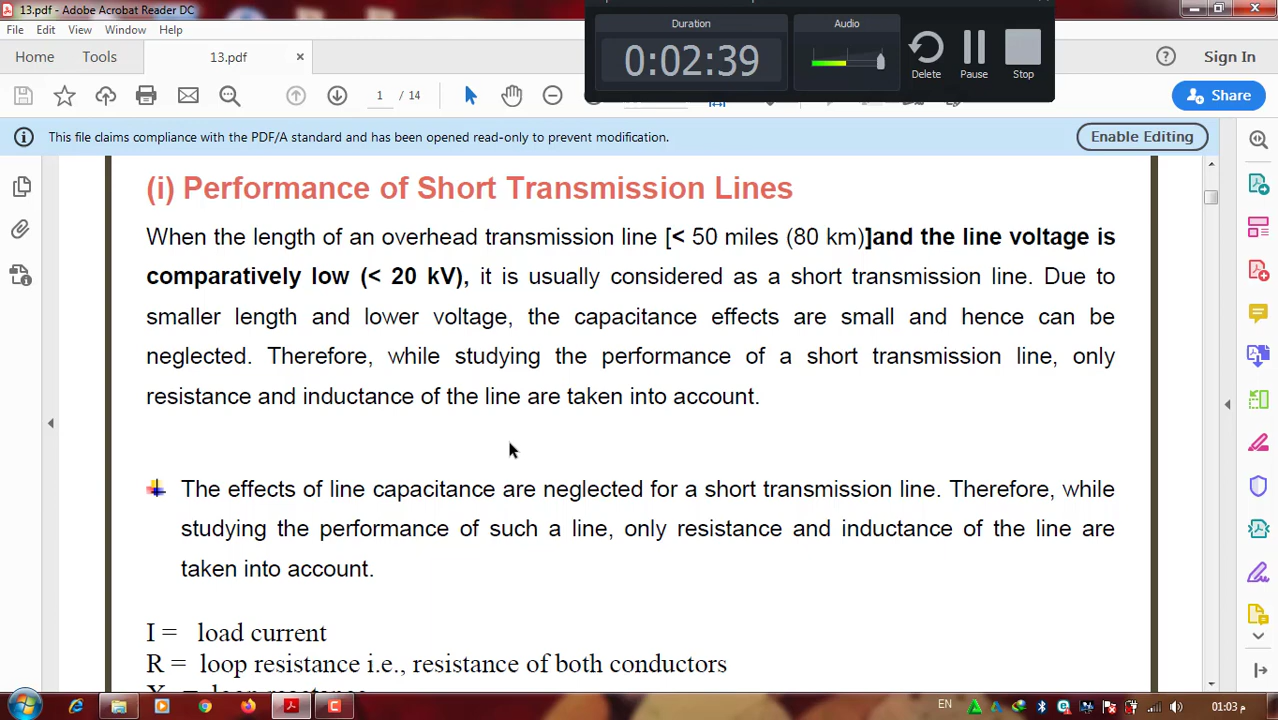 13.pdf - Adobe Acrobat Reader DC
File Edit View Window Help
Home Tools 13.pdf × Sign In
1 / 14 Share
Duration Audio
0:02:39
Delete Pause Stop
This file claims compliance with the PDF/A standard and has been opened read-only to prevent modification. Enable Editing
(i) Performance of Short Transmission Lines
When the length of an overhead transmission line [< 50 miles (80 km)]and the line voltage is
comparatively low (< 20 kV), it is usually considered as a short transmission line. Due to
smaller length and lower voltage, the capacitance effects are small and hence can be
neglected. Therefore, while studying the performance of a short transmission line, only
resistance and inductance of the line are taken into account.
The effects of line capacitance are neglected for a short transmission line. Therefore, while
studying the performance of such a line, only resistance and inductance of the line are
taken into account.
I = load current
R = loop resistance i.e., resistance of both conductors
EN 01:03 م